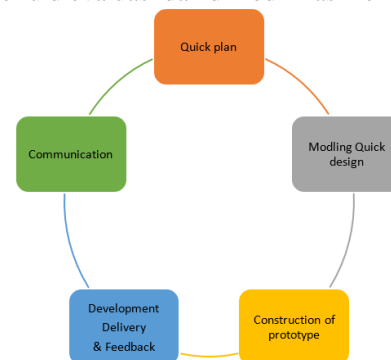 Quick plan
Modling Quick
design
Construction of
prototype
Development
Delivery
& Feedback
Communication